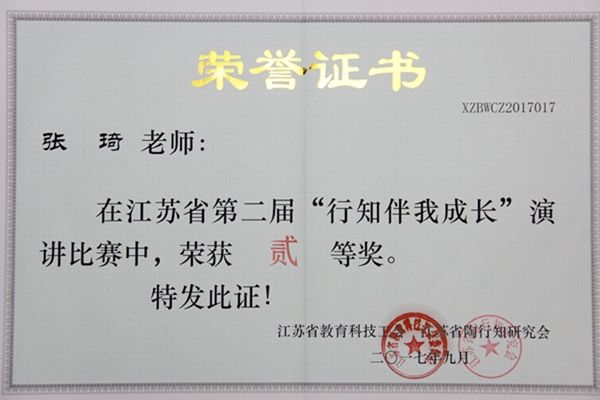 荣誉证书
XZBWCZ2017017
张 琦 老师:
在江苏省第二届“行知伴我成长”演
讲比赛中,荣获 贰 等奖。
特发此证!
江苏省教育科技工 江苏省陶行知研究会
二〇一七年九月